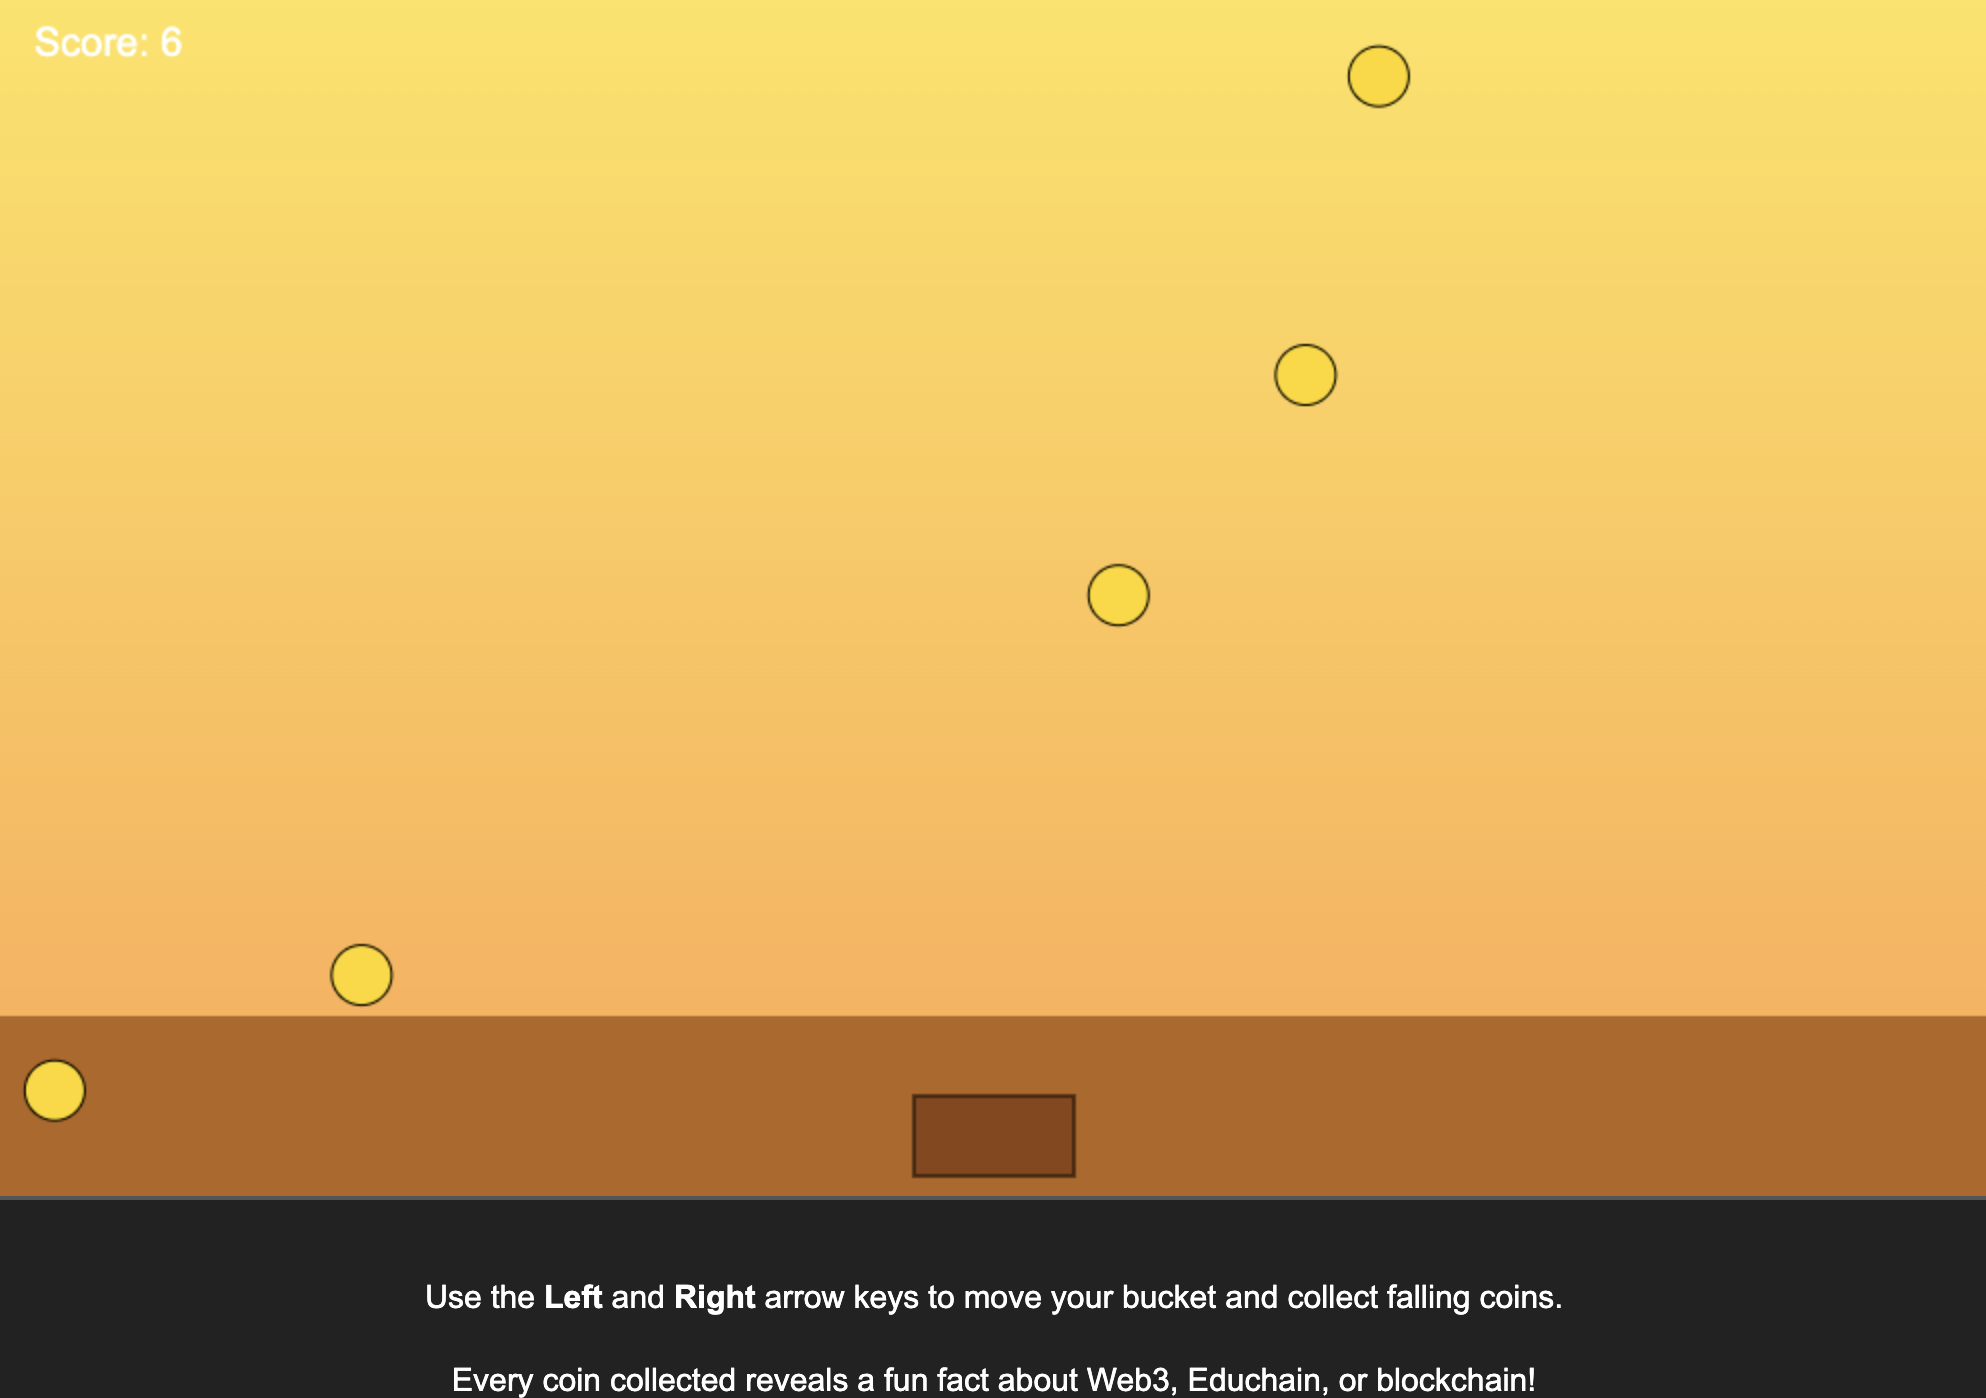 Score: 6
Use the Left and Right arrow keys to move your bucket and collect falling coins.
Every coin collected reveals a fun fact about Web3, Educhain, or blockchain!